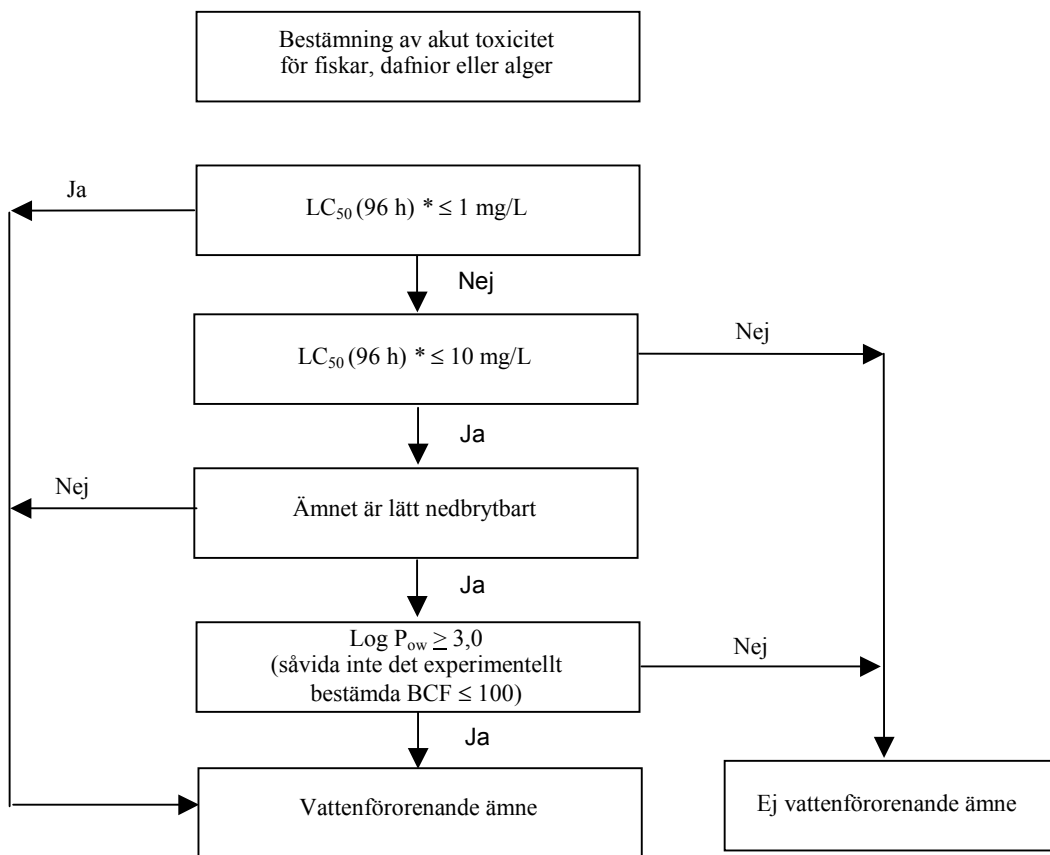 Bestämning av akut toxicitet
för fiskar, dafnior eller alger
Ja
LC₅₀ (96 h) * ≤ 1 mg/L
Nej
Nej
LC₅₀ (96 h) * ≤ 10 mg/L
Ja
Nej
Ämnet är lätt nedbrytbart
Ja
Log Pₒw ≥ 3,0
(såvida inte det experimentellt
bestämda BCF ≤ 100)
Nej
Ja
Vattenförorenande ämne
Ej vattenförorenande ämne